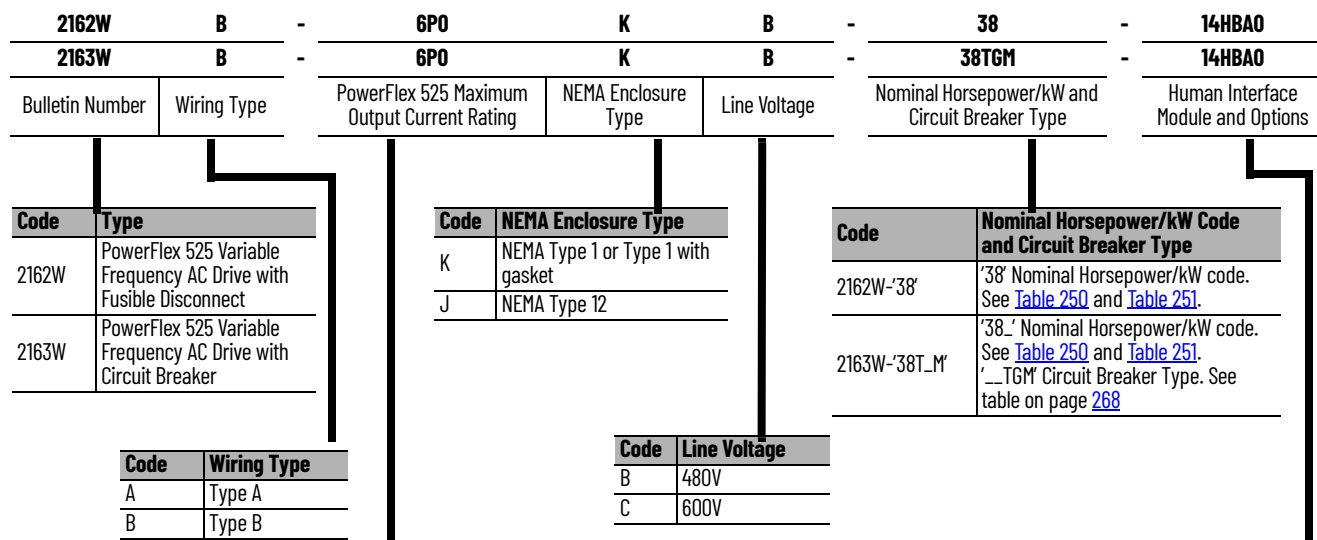 2162W B - 6P0 K B - 38 - 14HBA0
2163W B - 6P0 K B - 38TGM - 14HBA0
Bulletin Number
Wiring Type
PowerFlex 525 Maximum
Output Current Rating
NEMA Enclosure
Type
Line Voltage
Nominal Horsepower/kW and
Circuit Breaker Type
Human Interface
Module and Options
Code Type
2162W
PowerFlex 525 Variable
Frequency AC Drive with
Fusible Disconnect
2163W
PowerFlex 525 Variable
Frequency AC Drive with
Circuit Breaker
Code NEMA Enclosure Type
K
NEMA Type 1 or Type 1 with
gasket
J NEMA Type 12
Code
Nominal Horsepower/kW Code
and Circuit Breaker Type
2162W-'38'
'38' Nominal Horsepower/kW code.
See Table 250 and Table 251.
2163W-'38T_M'
'38_' Nominal Horsepower/kW code.
See Table 250 and Table 251.
'__TGM' Circuit Breaker Type. See
table on page 268
Code Wiring Type
A Type A
B Type B
Code Line Voltage
B 480V
C 600V